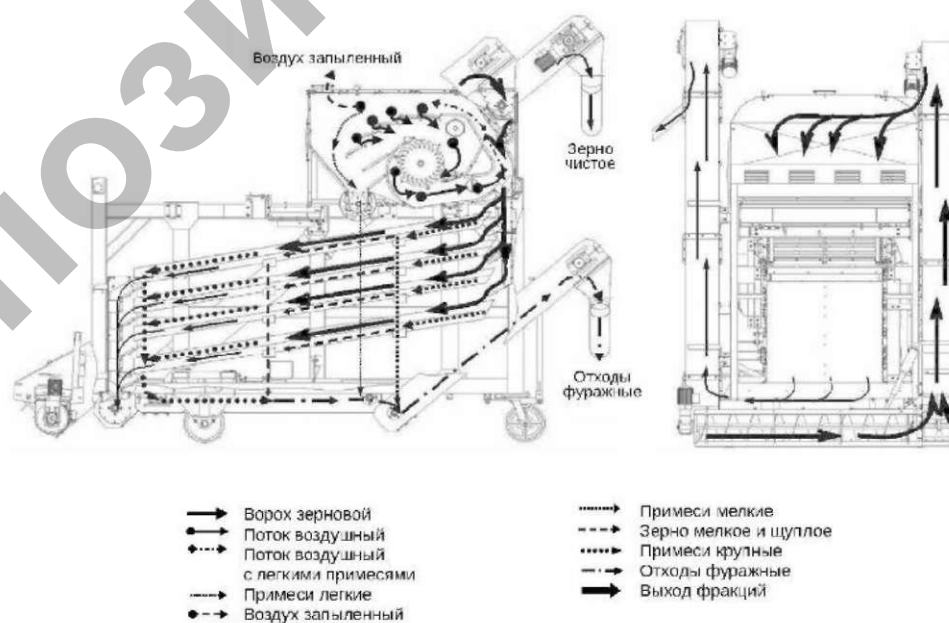 ПОЗИ
Воздух запыленный
Зерно
чистое
Отходы
фуражные
Ворох зерновой
Поток воздушный
Поток воздушный
с легкими примесями
Примеси легкие
Воздух запыленный
Примеси мелкие
Зерно мелкое и щуплое
Примеси крупные
Отходы фуражные
Выход фракций